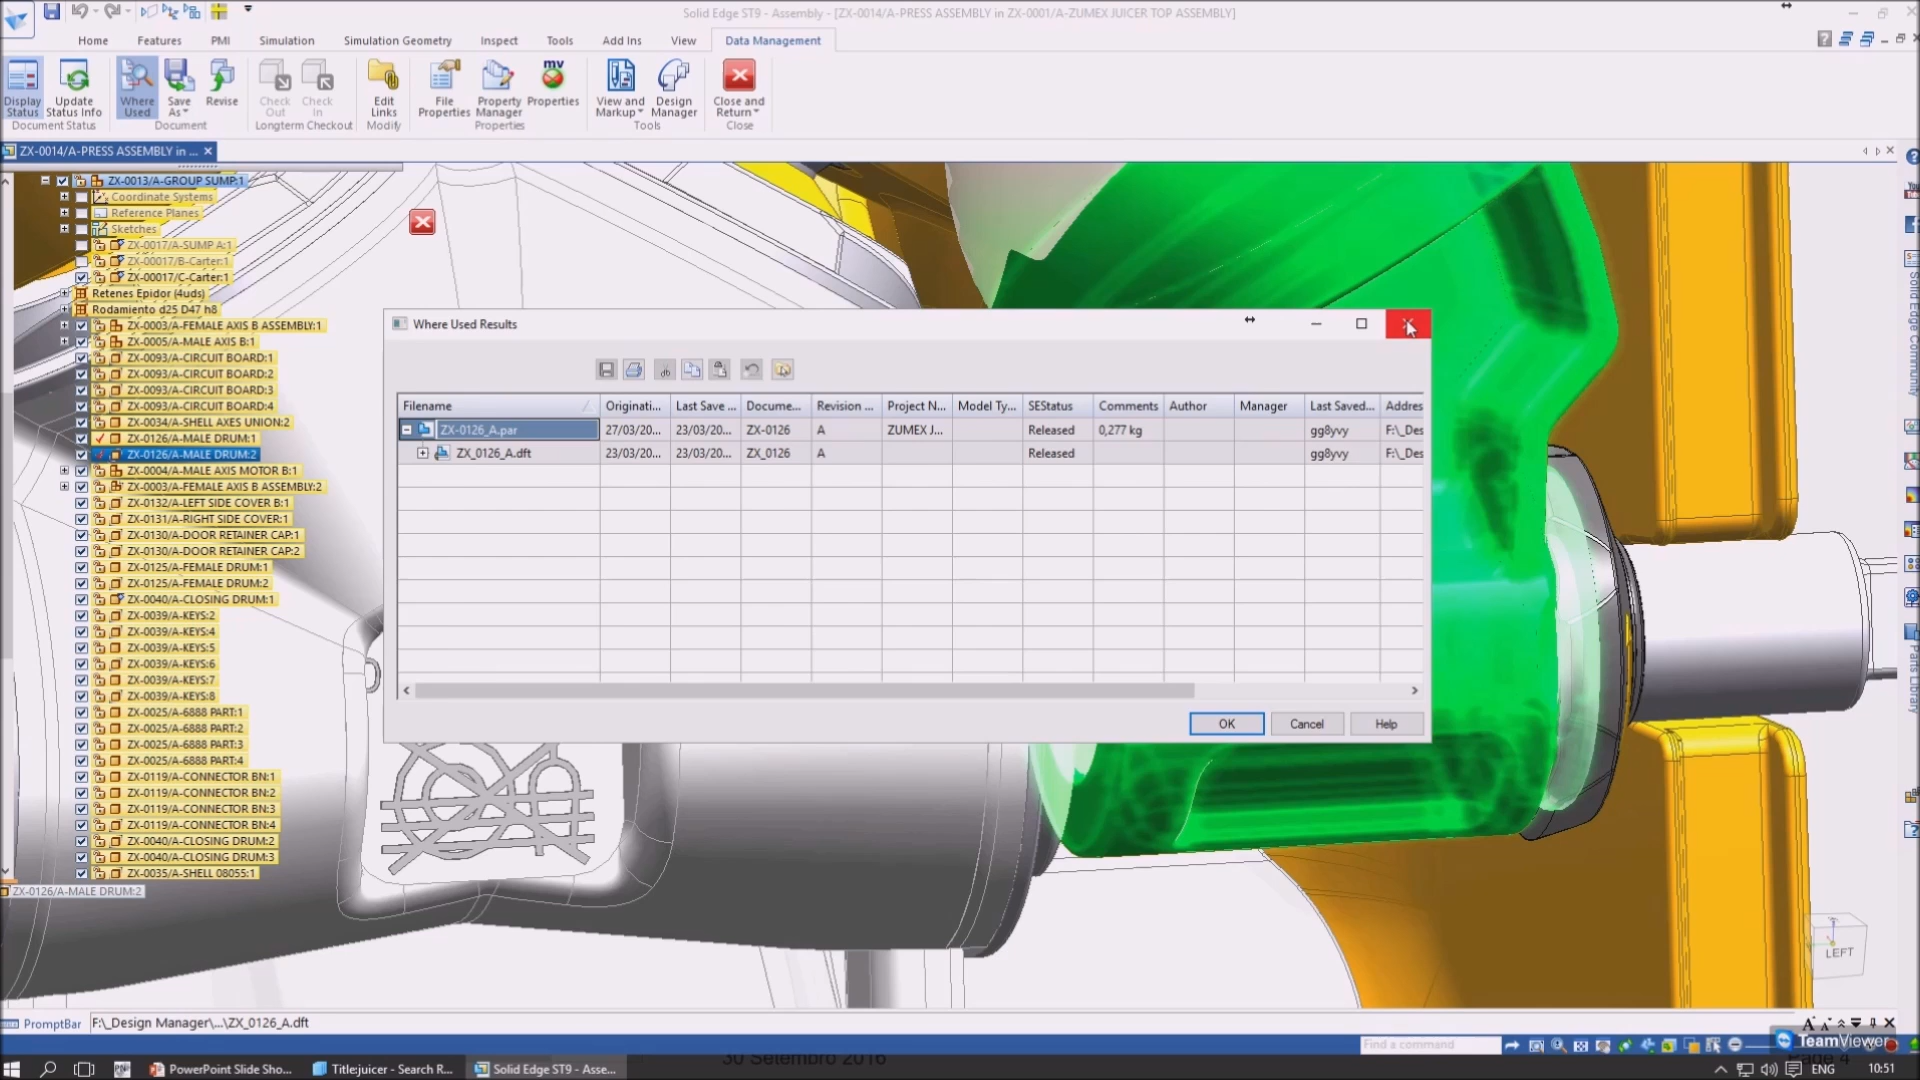 Solid Edge ST9 - Assembly - [ZX-0014/A-PRESS ASSEMBLY in ZX-0001/A-ZUMEX JUICER TOP ASSEMBLY]
Home Features PMI Simulation Simulation Geometry Inspect Tools Add Ins View Data Management
Display Status
Update Status Info
Where Used
Save As
Revise
Check Out
Check In
Edit Links
File Properties
Property Manager
mv Properties
View and Markup
Design Manager
Close and Return
Document Status Document Longterm Checkout Modify Properties Tools Close
ZX-0014/A-PRESS ASSEMBLY in ...
ZX-0013/A-GROUP SUMP:1
Coordinate Systems
Reference Planes
Sketches
ZX-0017/A-SUMP A:1
ZX-00017/B-Carter:1
ZX-00017/C-Carter:1
Retenes Epidor (4uds)
Rodamiento d25 D47 h8
ZX-0003/A-FEMALE AXIS B ASSEMBLY:1
ZX-0005/A-MALE AXIS B:1
ZX-0093/A-CIRCUIT BOARD:1
ZX-0093/A-CIRCUIT BOARD:2
ZX-0093/A-CIRCUIT BOARD:3
ZX-0093/A-CIRCUIT BOARD:4
ZX-0034/A-SHELL AXES UNION:2
ZX-0126/A-MALE DRUM:1
ZX-0126/A-MALE DRUM:2
ZX-0004/A-MALE AXIS MOTOR B:1
ZX-0003/A-FEMALE AXIS B ASSEMBLY:2
ZX-0132/A-LEFT SIDE COVER B:1
ZX-0131/A-RIGHT SIDE COVER:1
ZX-0130/A-DOOR RETAINER CAP:1
ZX-0130/A-DOOR RETAINER CAP:2
ZX-0125/A-FEMALE DRUM:1
ZX-0125/A-FEMALE DRUM:2
ZX-0040/A-CLOSING DRUM:1
ZX-0039/A-KEYS:2
ZX-0039/A-KEYS:4
ZX-0039/A-KEYS:5
ZX-0039/A-KEYS:6
ZX-0039/A-KEYS:7
ZX-0039/A-KEYS:8
ZX-0025/A-6888 PART:1
ZX-0025/A-6888 PART:2
ZX-0025/A-6888 PART:3
ZX-0025/A-6888 PART:4
ZX-0119/A-CONNECTOR BN:1
ZX-0119/A-CONNECTOR BN:2
ZX-0119/A-CONNECTOR BN:3
ZX-0119/A-CONNECTOR BN:4
ZX-0040/A-CLOSING DRUM:2
ZX-0040/A-CLOSING DRUM:3
ZX-0035/A-SHELL 08055:1
ZX-0126/A-MALE DRUM:2
Where Used Results
Filename Originati... Last Save ... Docume... Revision ... Project N... Model Ty... SEStatus Comments Author Manager Last Saved... Addres
ZX-0126_A.par 27/03/20... 23/03/20... ZX-0126 A ZUMEX J... Released 0,277 kg gg8yvy F:\_Des
ZX_0126_A.dft 23/03/20... 23/03/20... ZX_0126 A Released gg8yvy F:\_Des
OK Cancel Help
Solid Edge Community
Parts Library
LEFT
PromptBar F:\_Design Manager\...\ZX_0126_A.dft
Find a command
TeamViewer
30 Setembro 2016
Page 4
PowerPoint Slide Sho... Title:juicer - Search R... Solid Edge ST9 - Asse... ENG 10:51